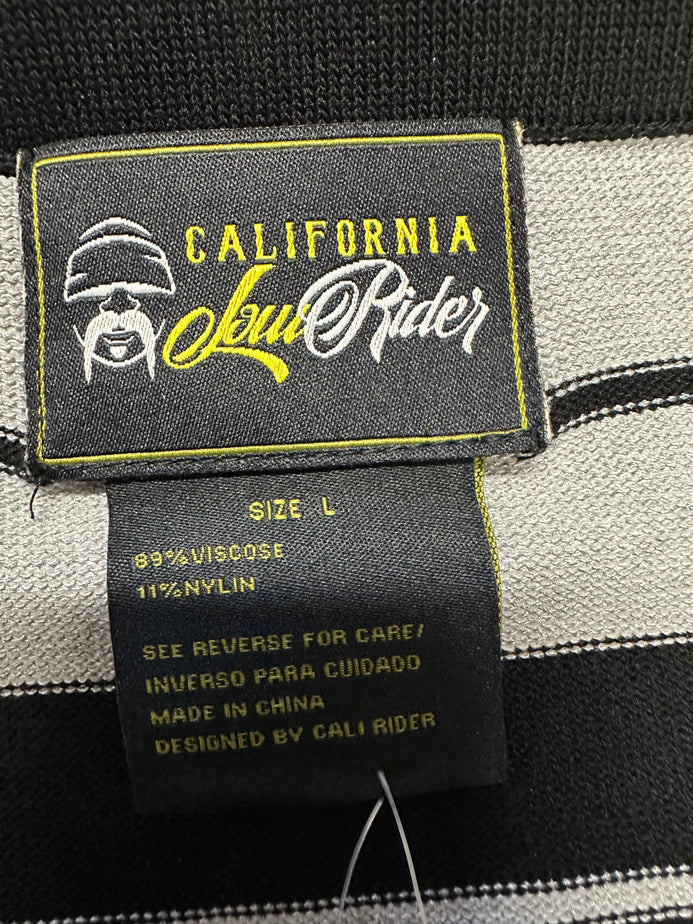 CALIFORNIA
LowRider
SIZE L
89%VISCOSE
11%NYLIN
SEE REVERSE FOR CARE/
INVERSO PARA CUIDADO
MADE IN CHINA
DESIGNED BY CALI RIDER